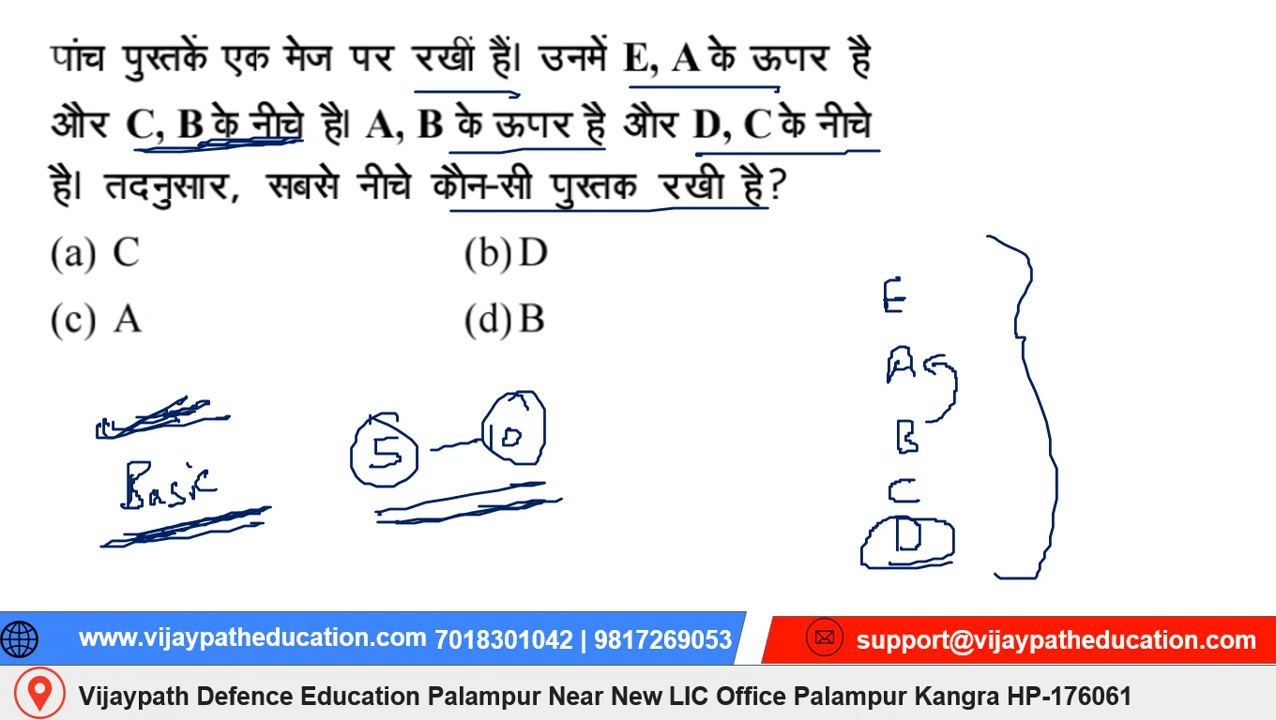 पांच पुस्तकें एक मेज पर रखीं हैं। उनमें E, A के ऊपर है
और C, B के नीचे है। A, B के ऊपर है और D, C के नीचे
है। तदनुसार, सबसे नीचे कौन-सी पुस्तक रखी है?
(a) C (b) D
(c) A (d) B
E
A
B
C
D
Basic
5 10
www.vijaypatheducation.com 7018301042 | 9817269053 support@vijaypatheducation.com
Vijaypath Defence Education Palampur Near New LIC Office Palampur Kangra HP-176061